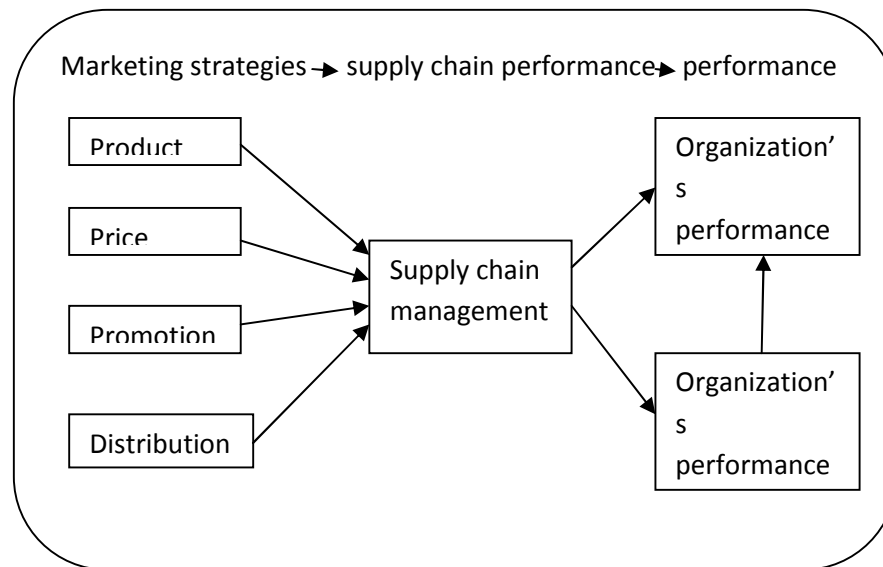 Marketing strategies supply chain performance performance
Product
Price
Promotion
Distribution
Supply chain
management
Organization’
s
performance
Organization’
s
performance